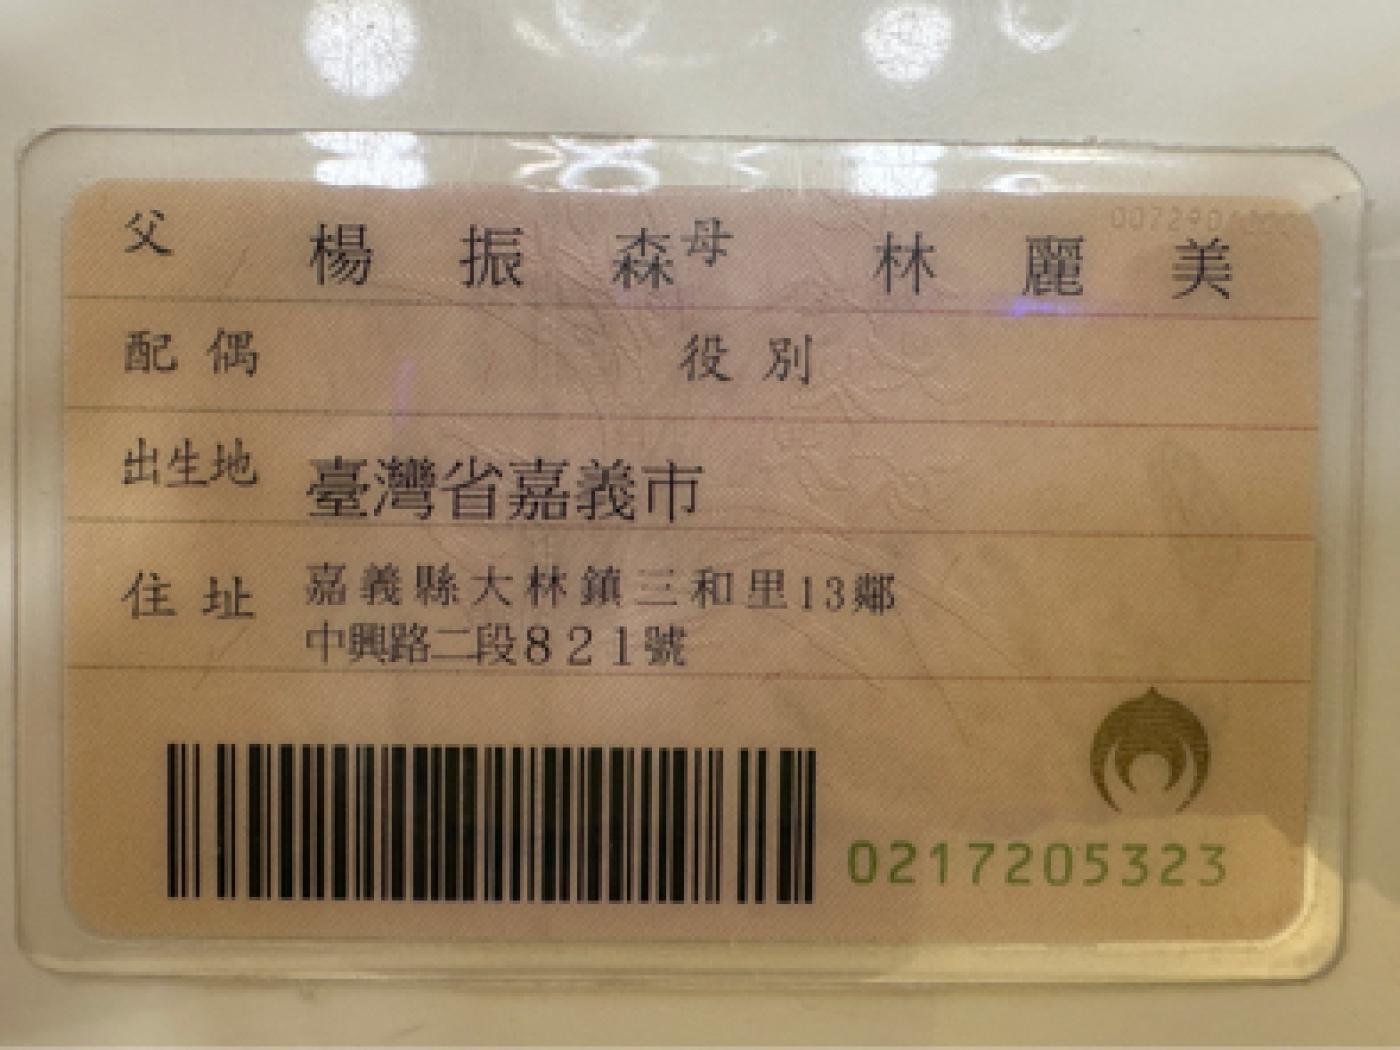 父 楊振森 母 林麗美
配偶 役別
出生地 臺灣省嘉義市
住址 嘉義縣大林鎮三和里13鄰
中興路二段821號
0217205323